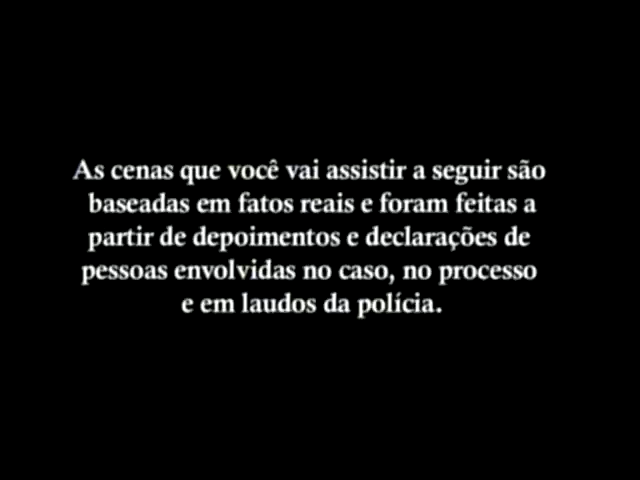 As cenas que você vai assistir a seguir são
baseadas em fatos reais e foram feitas a
partir de depoimentos e declarações de
pessoas envolvidas no caso, no processo
e em laudos da polícia.